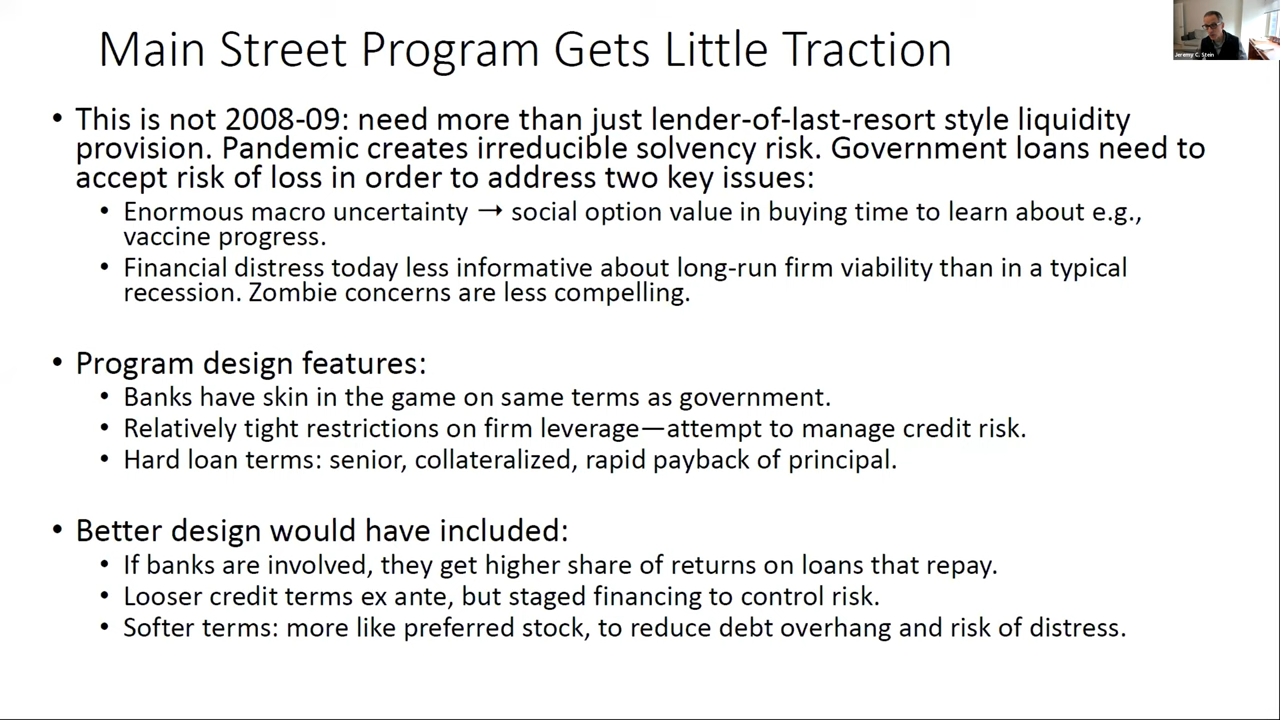 Main Street Program Gets Little Traction
Jeremy C. Stein
• This is not 2008-09: need more than just lender-of-last-resort style liquidity
provision. Pandemic creates irreducible solvency risk. Government loans need to
accept risk of loss in order to address two key issues:
• Enormous macro uncertainty → social option value in buying time to learn about e.g.,
vaccine progress.
• Financial distress today less informative about long-run firm viability than in a typical
recession. Zombie concerns are less compelling.
• Program design features:
• Banks have skin in the game on same terms as government.
• Relatively tight restrictions on firm leverage—attempt to manage credit risk.
• Hard loan terms: senior, collateralized, rapid payback of principal.
• Better design would have included:
• If banks are involved, they get higher share of returns on loans that repay.
• Looser credit terms ex ante, but staged financing to control risk.
• Softer terms: more like preferred stock, to reduce debt overhang and risk of distress.